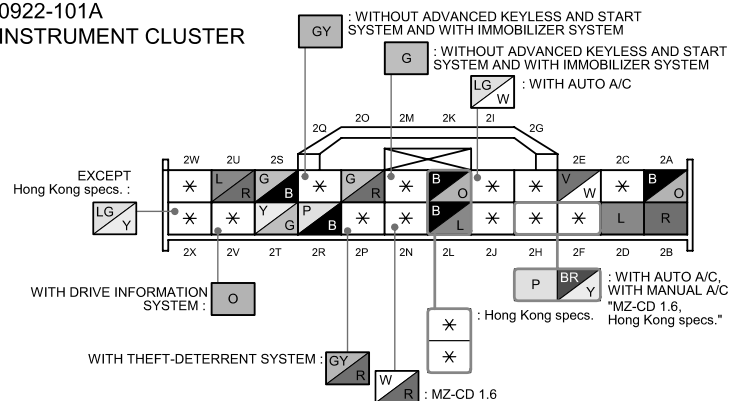 0922-101A
INSTRUMENT CLUSTER
GY : WITHOUT ADVANCED KEYLESS AND START
SYSTEM AND WITH IMMOBILIZER SYSTEM
G : WITHOUT ADVANCED KEYLESS AND START
SYSTEM AND WITH IMMOBILIZER SYSTEM
LG W : WITH AUTO A/C
2Q 2O 2M 2K 2I 2G
2W 2U 2S 2E 2C 2A
EXCEPT
Hong Kong specs. :
LG Y
* L R G B * G R * B O * * V W * B O
* * Y G P B * * B L * * * L R
2X 2V 2T 2R 2P 2N 2L 2J 2H 2F 2D 2B
WITH DRIVE INFORMATION
SYSTEM : O
P BR Y : WITH AUTO A/C,
WITH MANUAL A/C
"MZ-CD 1.6,
Hong Kong specs."
* : Hong Kong specs.
*
WITH THEFT-DETERRENT SYSTEM : GY R
W R : MZ-CD 1.6